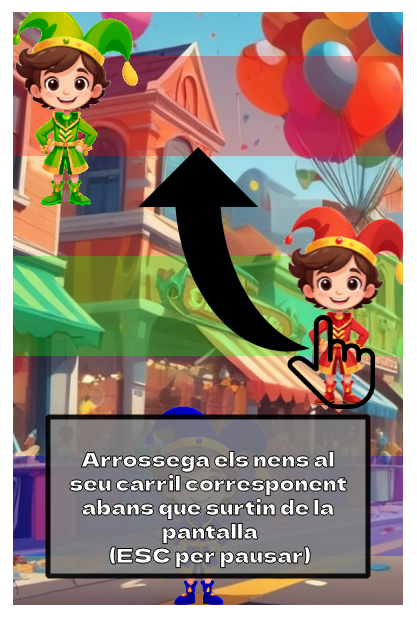 Arrossega els nens al
seu carril corresponent
abans que surtin de la
pantalla
(ESC per pausar)